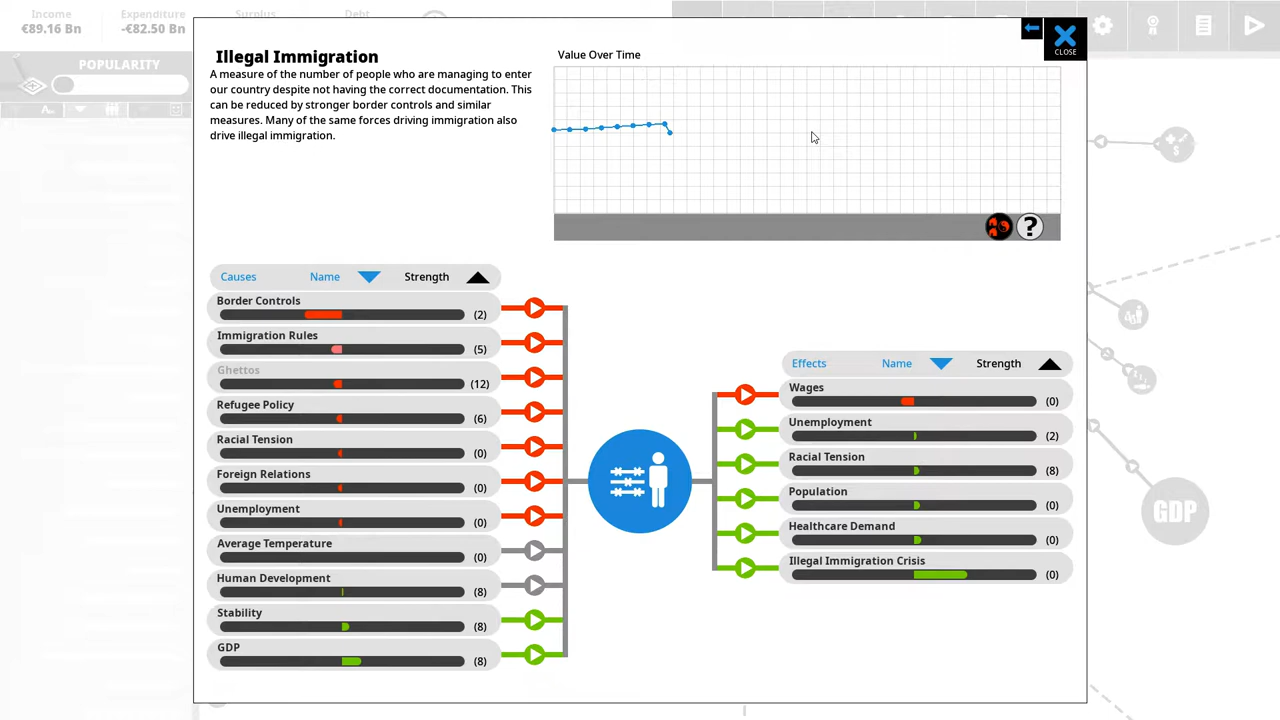 Income
Expenditure
Surplus
Debt
€89.16 Bn
-€82.50 Bn
POPULARITY
CLOSE
Illegal Immigration
A measure of the number of people who are managing to enter
our country despite not having the correct documentation. This
can be reduced by stronger border controls and similar
measures. Many of the same forces driving immigration also
drive illegal immigration.
Value Over Time
?
Causes
Name
Strength
Border Controls
(2)
Immigration Rules
(5)
Ghettos
(12)
Refugee Policy
(6)
Racial Tension
(0)
Foreign Relations
(0)
Unemployment
(0)
Average Temperature
(0)
Human Development
(8)
Stability
(8)
GDP
(8)
Effects
Name
Strength
Wages
(0)
Unemployment
(2)
Racial Tension
(8)
Population
(0)
Healthcare Demand
(0)
Illegal Immigration Crisis
(0)
GDP